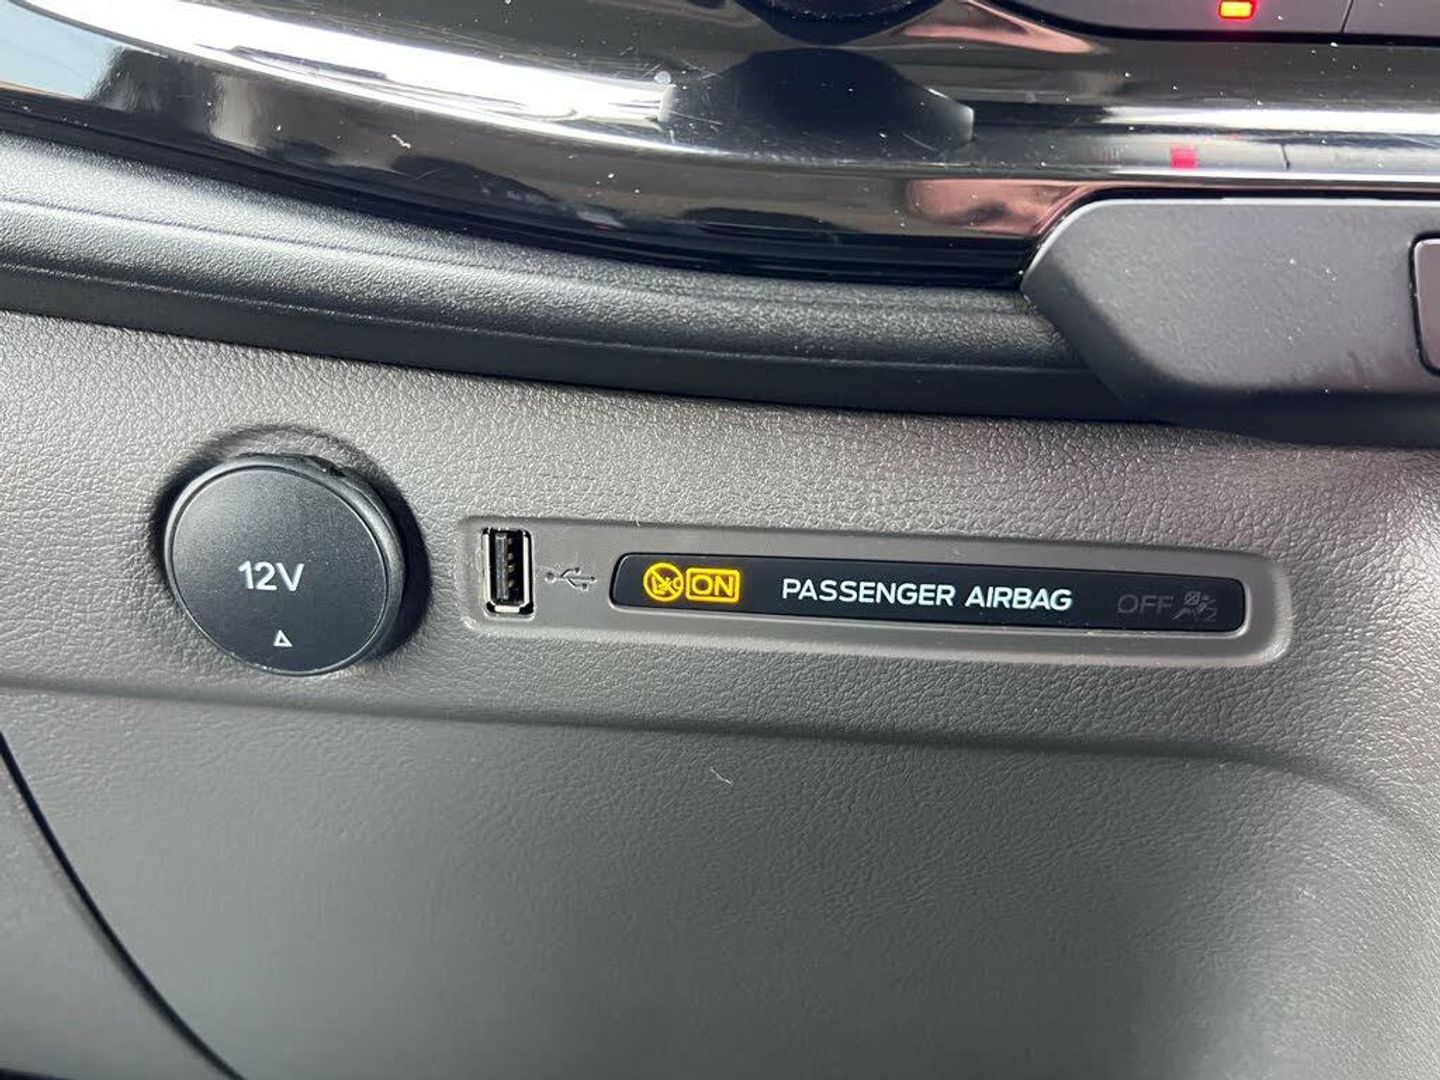 12V
ON PASSENGER AIRBAG OFF